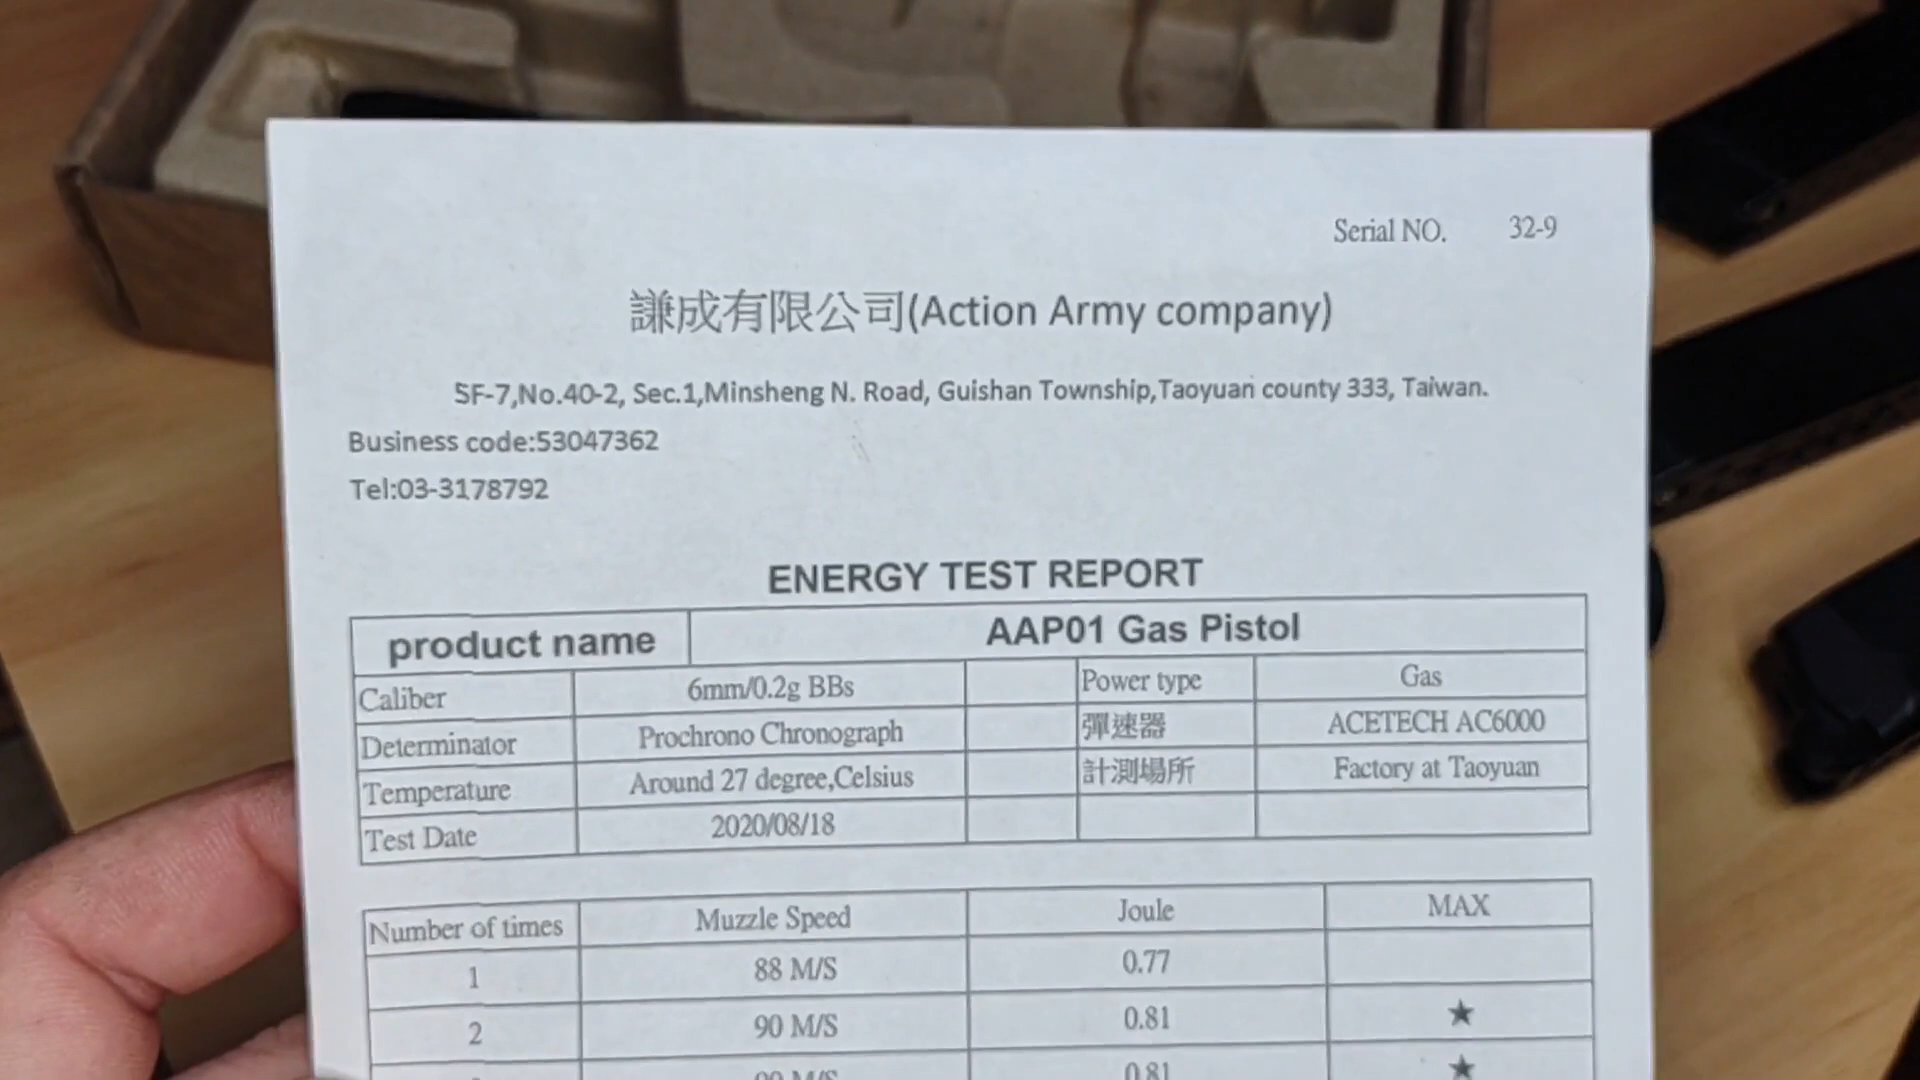 Serial NO. 32-9
謙成有限公司(Action Army company)
5F-7,No.40-2, Sec.1,Minsheng N. Road, Guishan Township,Taoyuan county 333, Taiwan.
Business code:53047362
Tel:03-3178792
ENERGY TEST REPORT
product name AAP01 Gas Pistol
Caliber 6mm/0.2g BBs Power type Gas
Determinator Prochrono Chronograph 彈速器 ACETECH AC6000
Temperature Around 27 degree,Celsius 計測場所 Factory at Taoyuan
Test Date 2020/08/18
Number of times Muzzle Speed Joule MAX
1 88 M/S 0.77
2 90 M/S 0.81 ★
90 M/S 0.81 ★